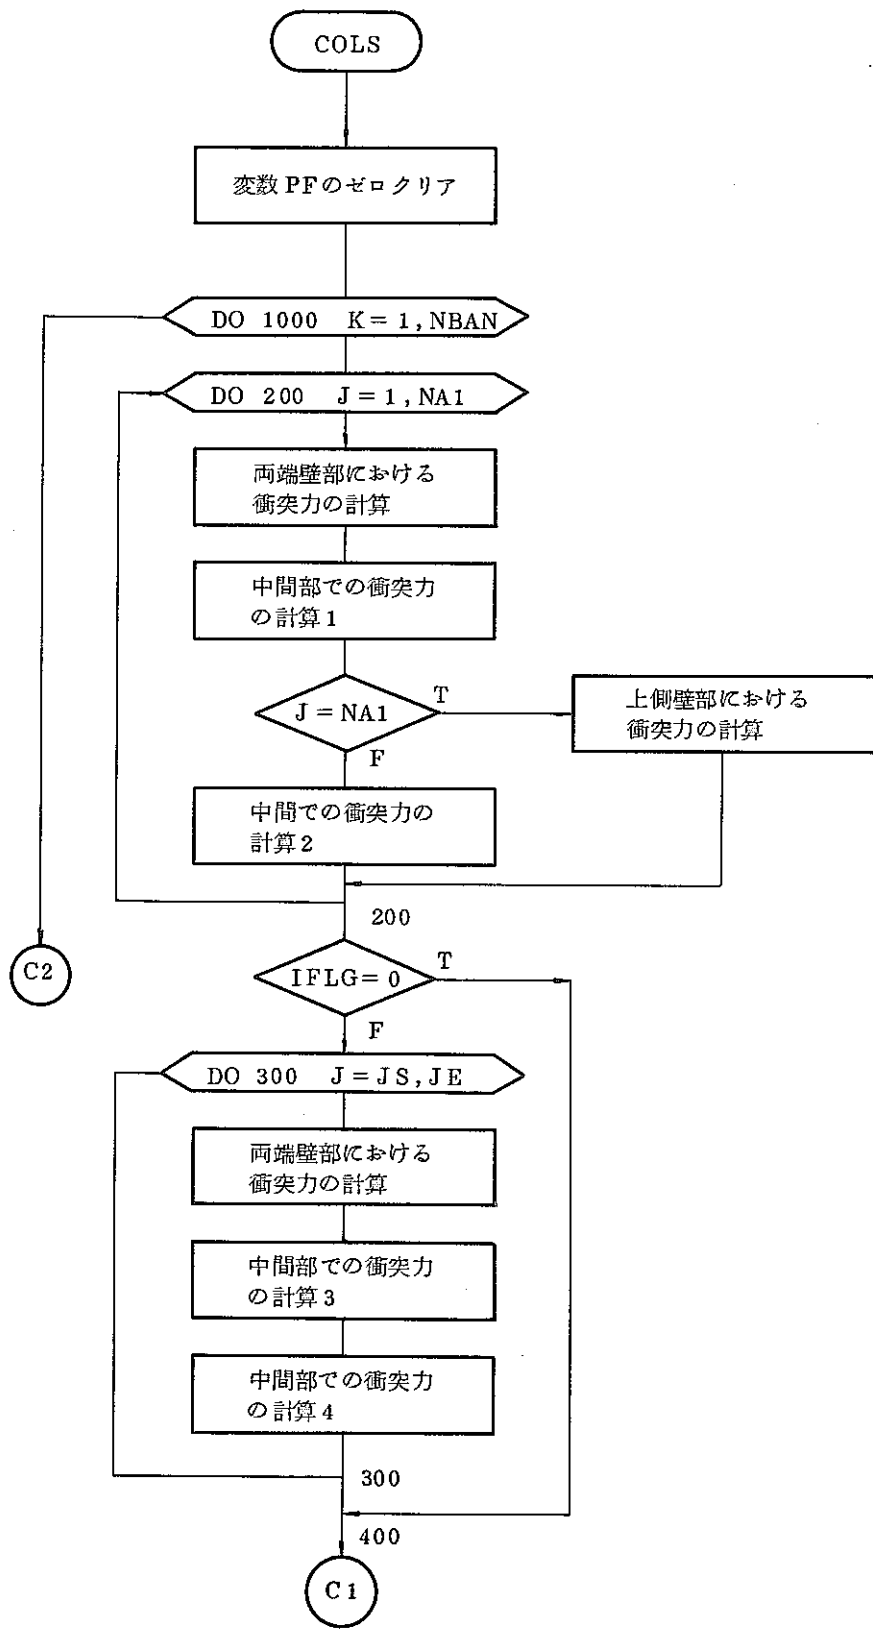 COLS
変数PFのゼロクリア
DO 1000 K=1,NBAN
DO 200 J=1,NA1
両端壁部における
衝突力の計算
中間部での衝突力
の計算1
J=NA1
T
上側壁部における
衝突力の計算
F
中間での衝突力の
計算2
200
C2
IFLG=0
T
F
DO 300 J=JS,JE
両端壁部における
衝突力の計算
中間部での衝突力
の計算3
中間部での衝突力
の計算4
300
400
C1